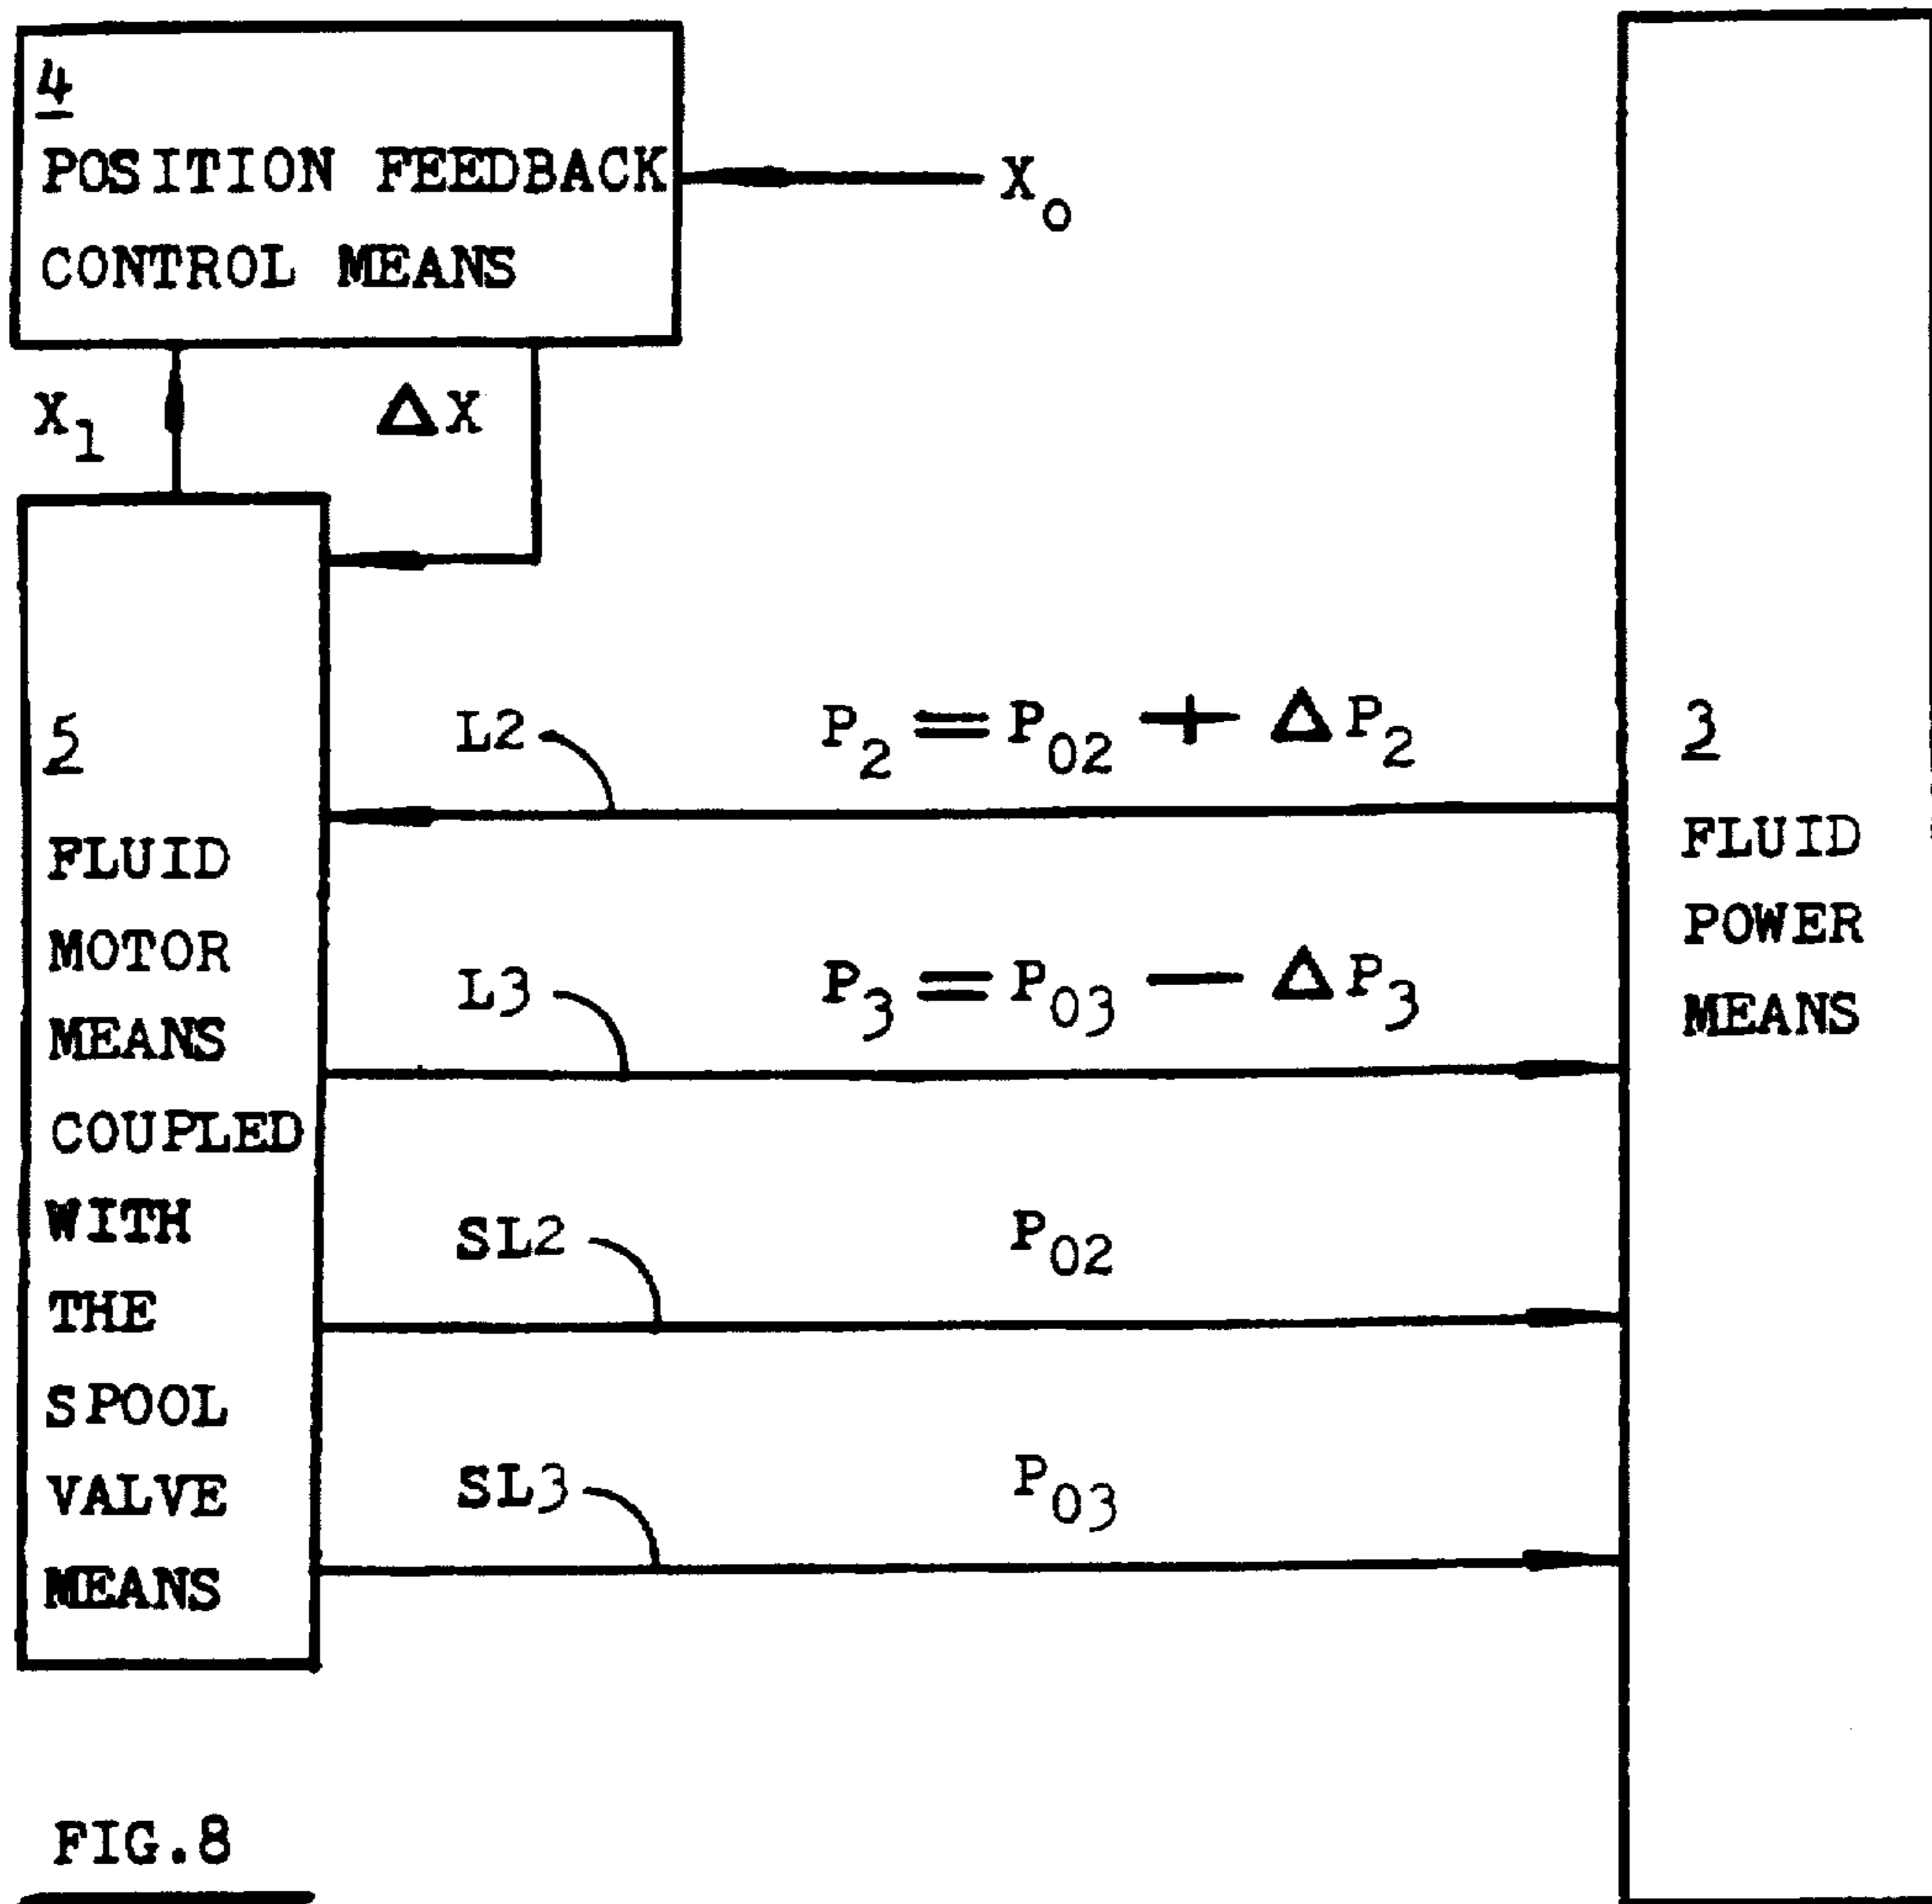 4
POSITION FEEDBACK
CONTROL MEANS
X₀
X₁
ΔX
5
FLUID
MOTOR
MEANS
COUPLED
WITH
THE
SPOOL
VALVE
MEANS
L2
P₂ = P₀₂ + ΔP₂
L3
P₃ = P₀₃ − ΔP₃
SL2
P₀₂
SL3
P₀₃
3
FLUID
POWER
MEANS
FIG.8